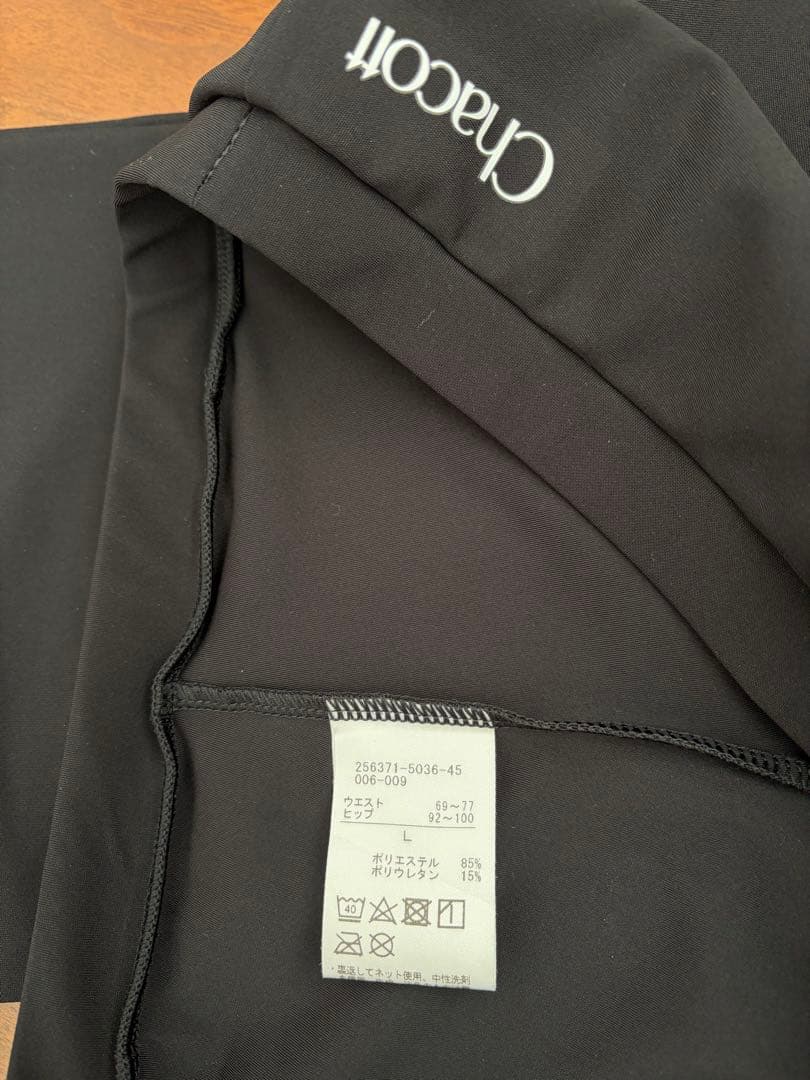 Chacott
256371-5036-45
006-009
ウエスト 69～77
ヒップ 92～100
L
ポリエステル 85%
ポリウレタン 15%
40
・裏返してネット使用、中性洗剤